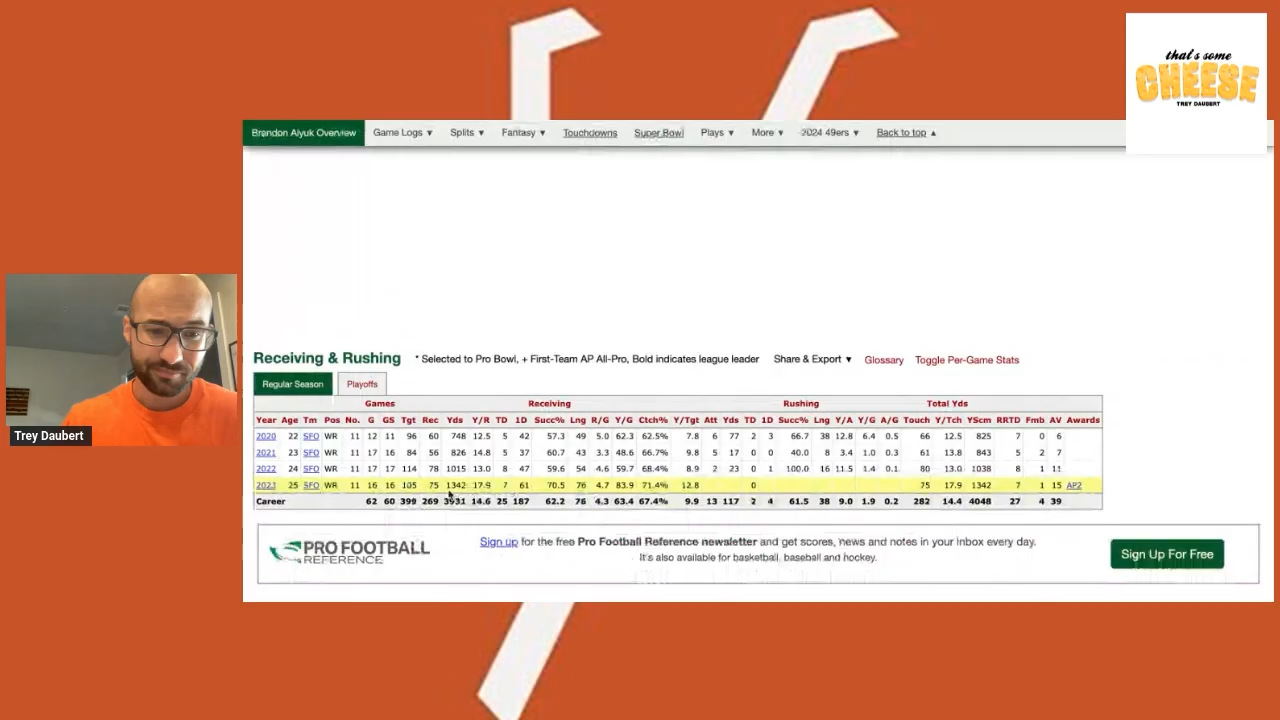 that's some
CHEESE
TREY DAUBERT
Brandon Aiyuk Overview Game Logs ▼ Splits ▼ Fantasy ▼ Touchdowns Super Bowl Plays ▼ More ▼ 2024 49ers ▼ Back to top ▲
Receiving & Rushing * Selected to Pro Bowl, + First-Team AP All-Pro, Bold indicates league leader Share & Export ▼ Glossary Toggle Per-Game Stats
Regular Season Playoffs
Games Receiving Rushing Total Yds
Year Age Tm Pos No. G GS Tgt Rec Yds Y/R TD 1D Succ% Lng R/G Y/G Ctch% Y/Tgt Att Yds TD 1D Succ% Lng Y/A Y/G A/G Touch Y/Tch YScm RRTD Fmb AV Awards
2020 22 SFO WR 11 12 11 96 60 748 12.5 5 42 57.3 49 5.0 62.3 62.5% 7.8 6 77 2 3 66.7 38 12.8 6.4 0.5 66 12.5 825 7 0 6
2021 23 SFO WR 11 17 16 84 56 826 14.8 5 37 60.7 43 3.3 48.6 66.7% 9.8 5 17 0 0 40.0 8 3.4 1.0 0.3 61 13.8 843 5 2 7
2022 24 SFO WR 11 17 17 114 78 1015 13.0 8 47 59.6 54 4.6 59.7 68.4% 8.9 2 23 0 1 100.0 16 11.5 1.4 0.1 80 13.0 1038 8 1 11
2023 25 SFO WR 11 16 16 105 75 1342 17.9 7 61 70.5 76 4.7 83.9 71.4% 12.8 0 75 17.9 1342 7 1 15 AP2
Career 62 60 399 269 3931 14.6 25 187 62.2 76 4.3 63.4 67.4% 9.9 13 117 2 4 61.5 38 9.0 1.9 0.2 282 14.4 4048 27 4 39
PRO FOOTBALL
REFERENCE
Sign up for the free Pro Football Reference newsletter and get scores, news and notes in your inbox every day.
It's also available for basketball, baseball and hockey.
Sign Up For Free
Trey Daubert